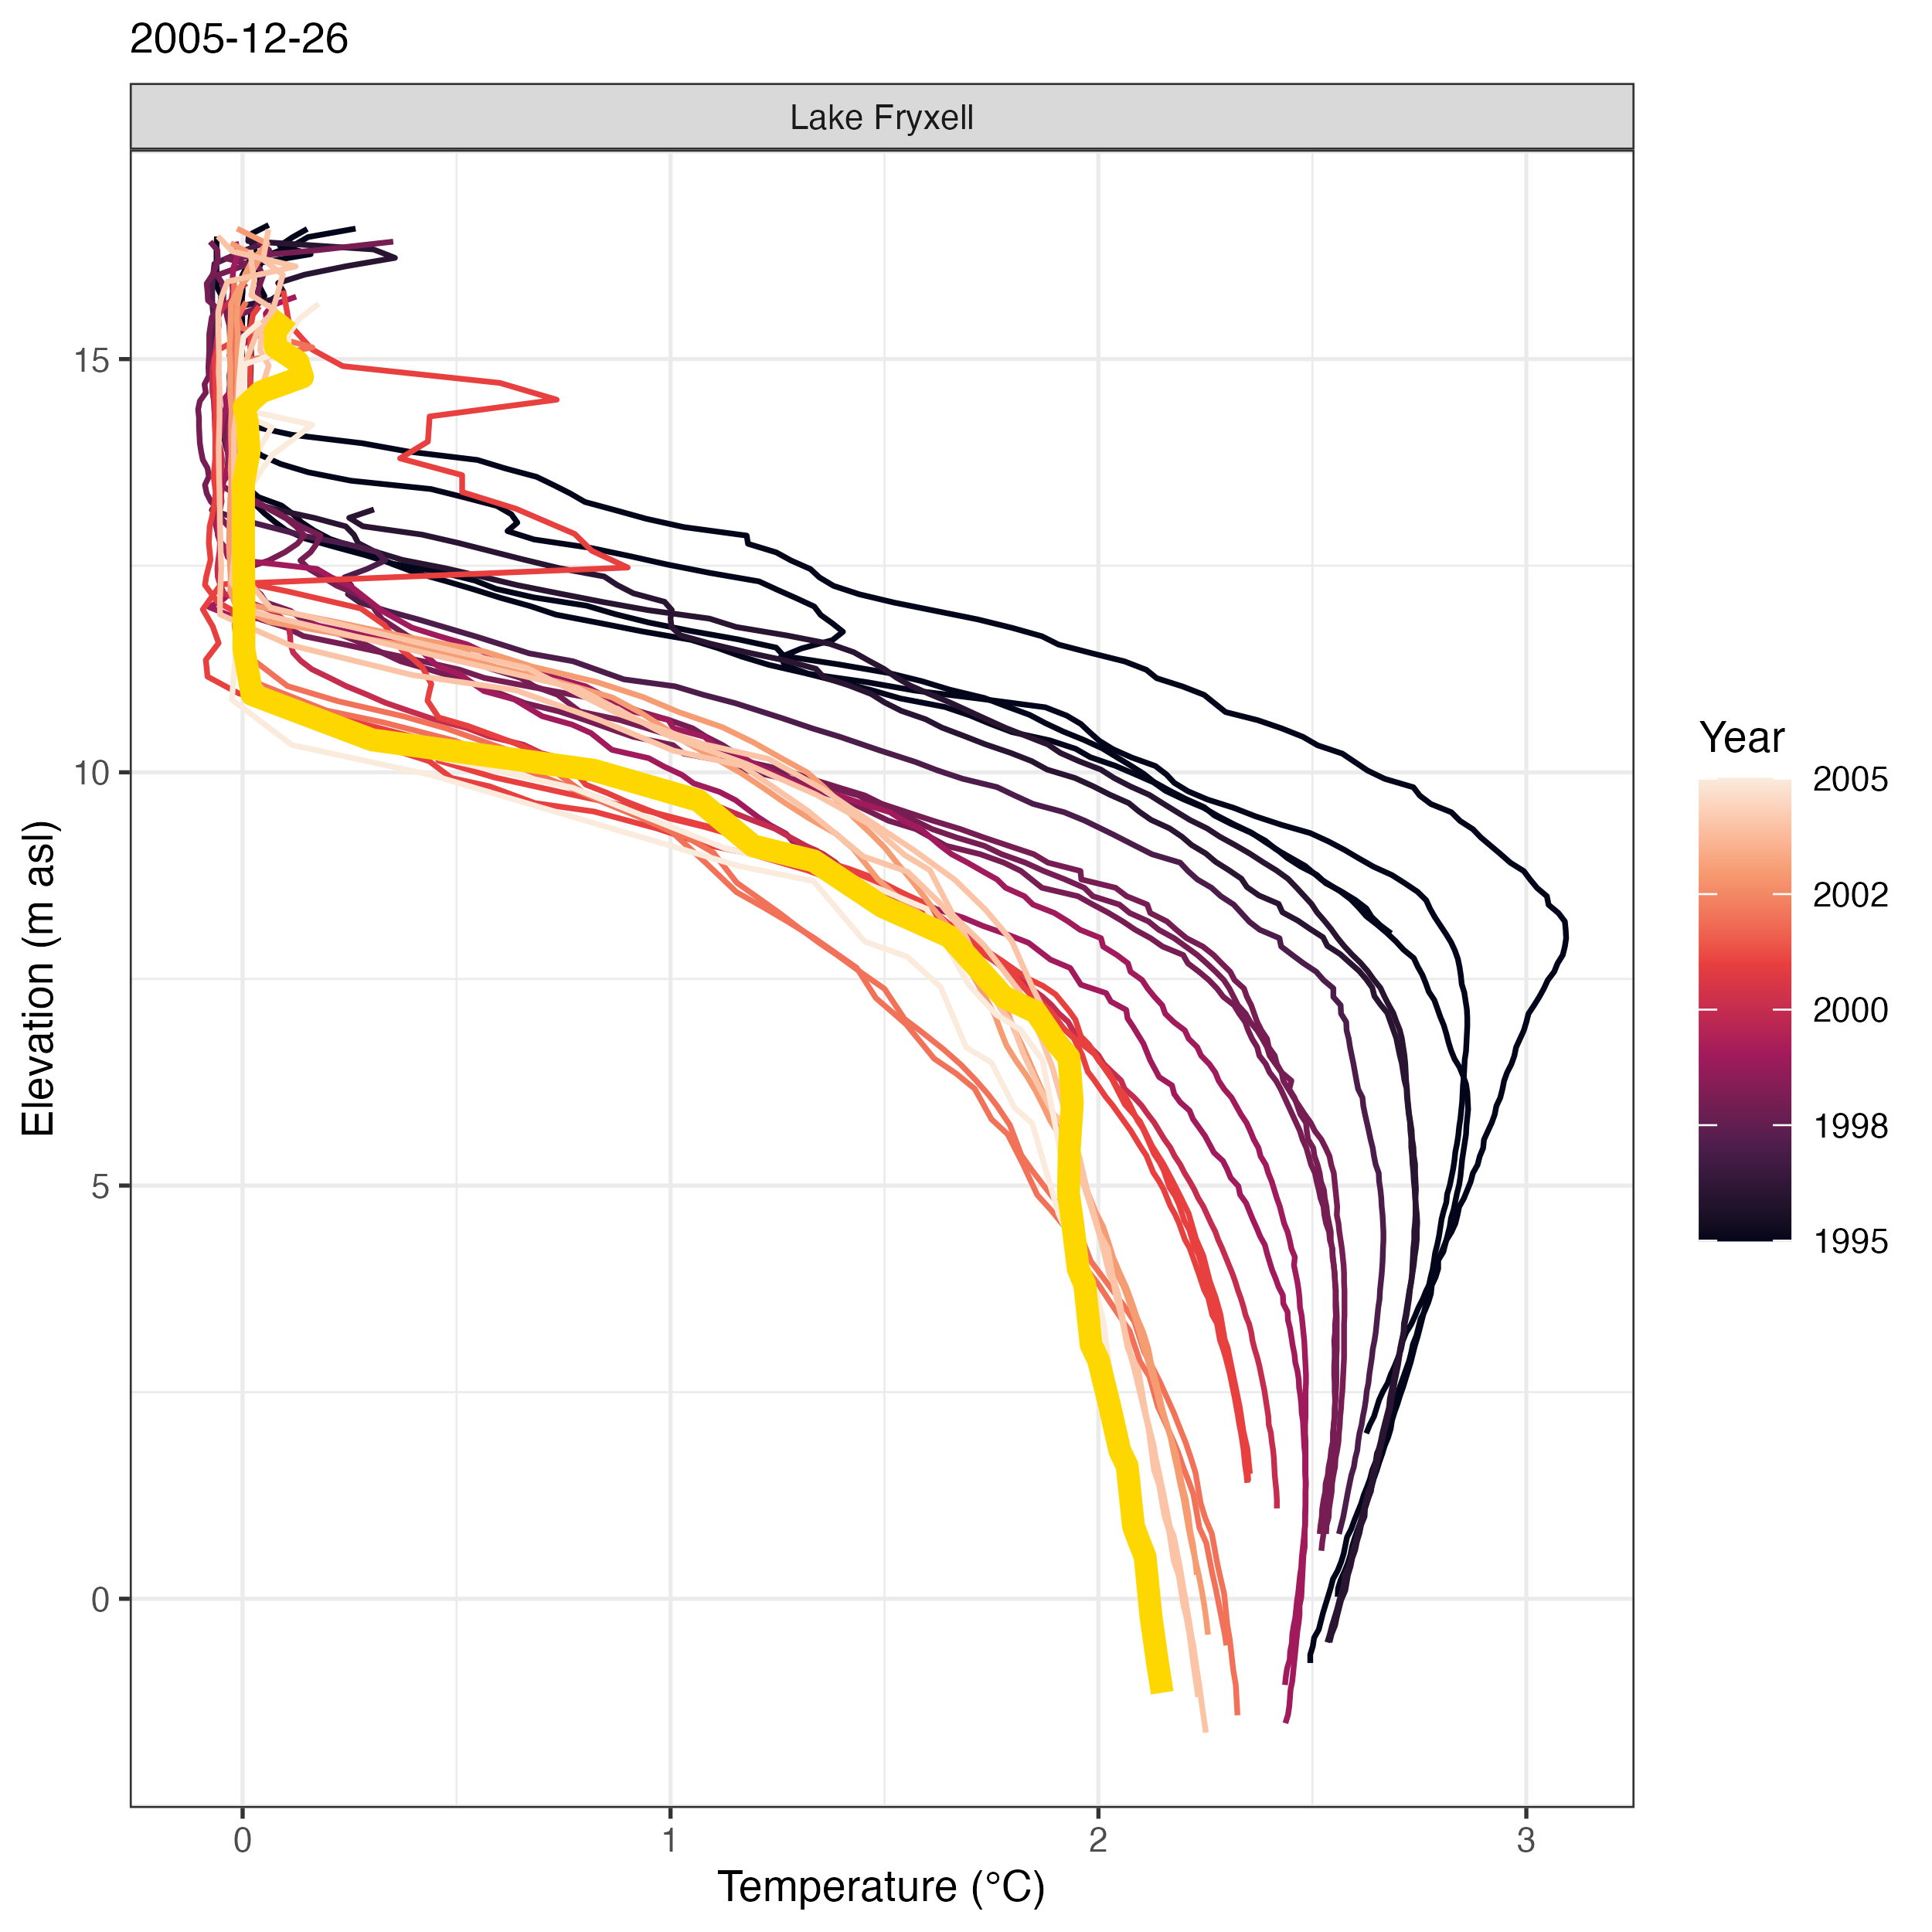 2005-12-26
Lake Fryxell
15
10
5
0
Elevation (m asl)
0 1 2 3
Temperature (°C)
Year
2005
2002
2000
1998
1995